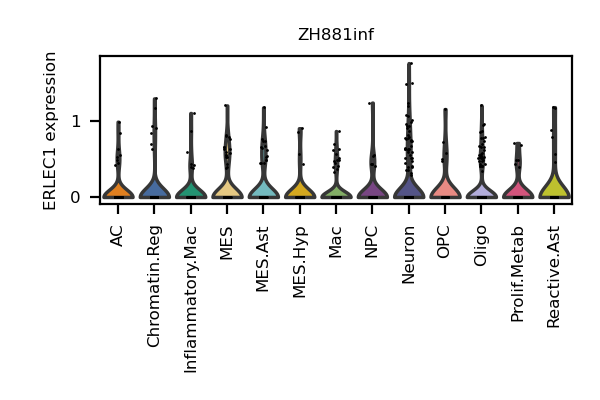 ZH881inf
ERLEC1 expression
1
0
AC
Chromatin.Reg
Inflammatory.Mac
MES
MES.Ast
MES.Hyp
Mac
NPC
Neuron
OPC
Oligo
Prolif.Metab
Reactive.Ast